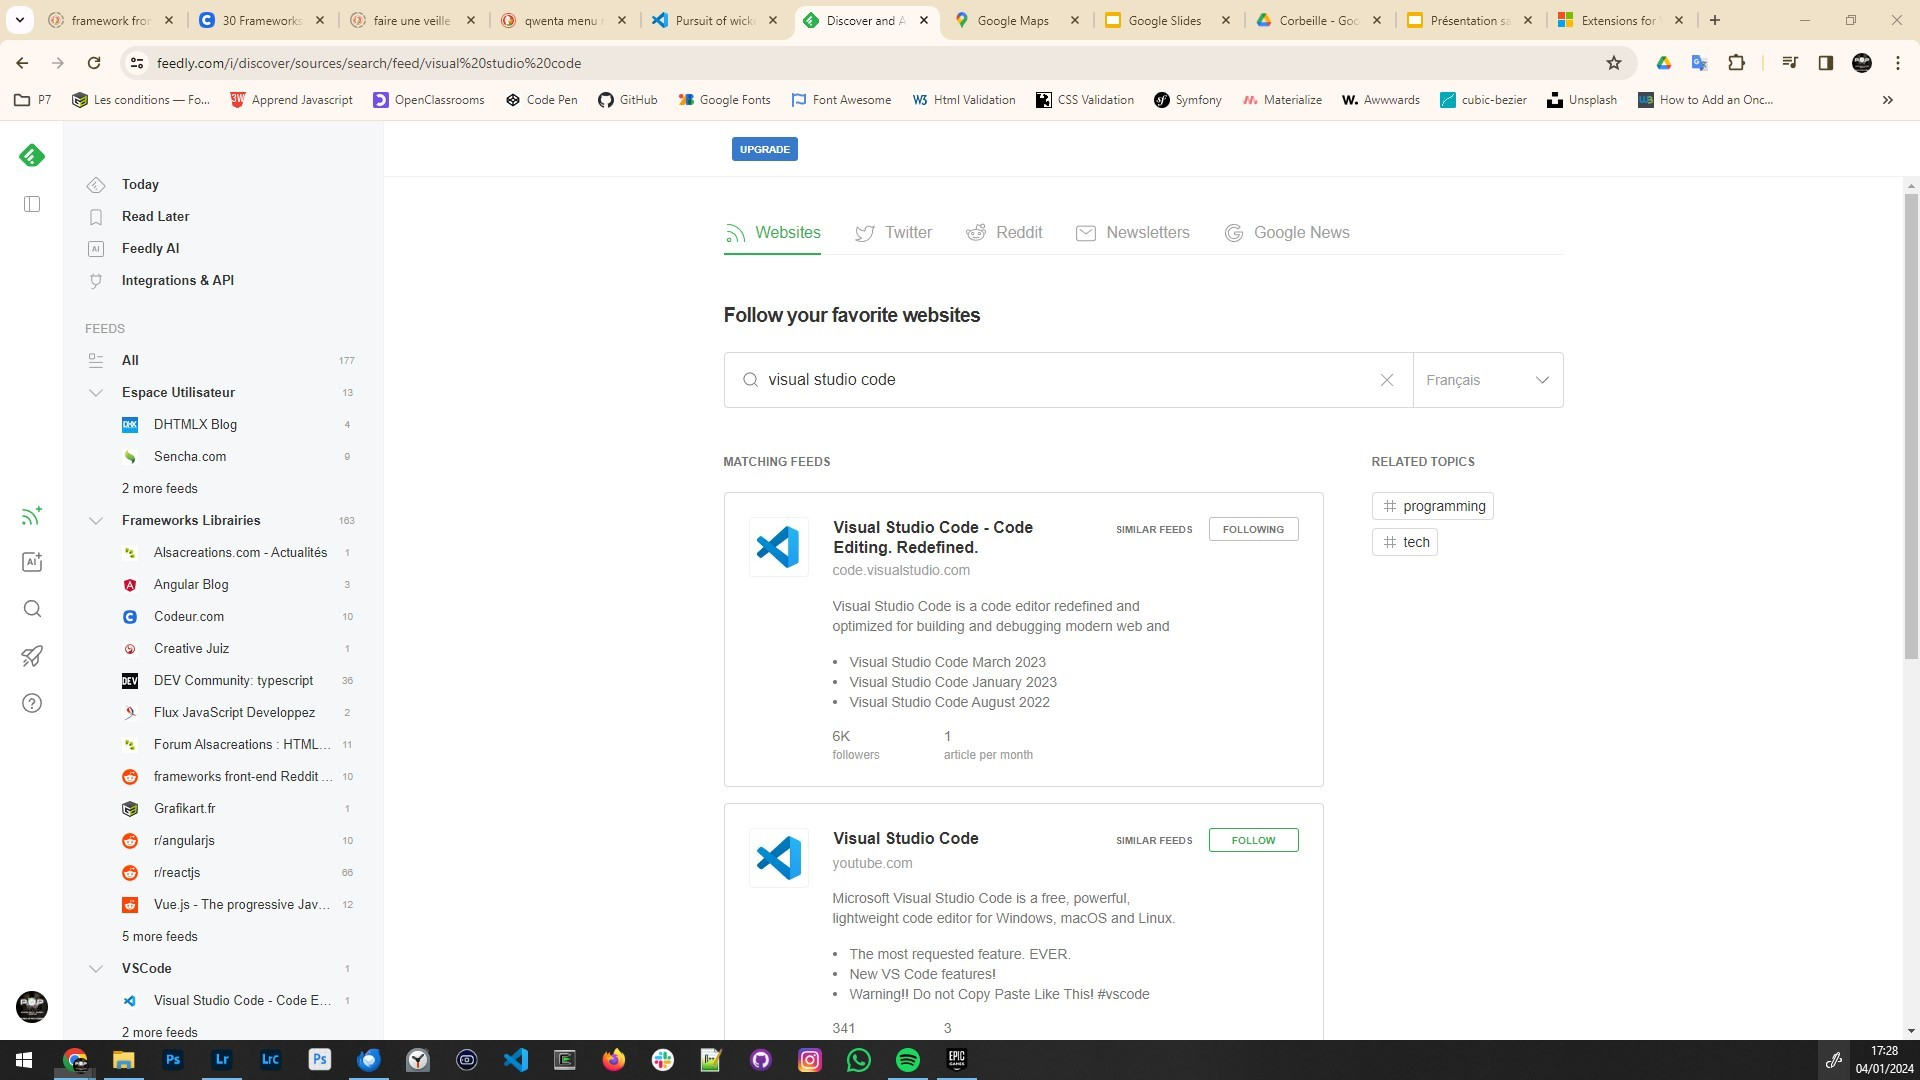 framework fron
30 Frameworks
faire une veille
qwenta menu
Pursuit of wick
Discover and A
Google Maps
Google Slides
Corbeille - Goo
Présentation sa
Extensions for
feedly.com/i/discover/sources/search/feed/visual%20studio%20code
P7
Les conditions — Fo...
Apprend Javascript
OpenClassrooms
Code Pen
GitHub
Google Fonts
Font Awesome
Html Validation
CSS Validation
Symfony
Materialize
Awwwards
cubic-bezier
Unsplash
How to Add an Onc...
UPGRADE
Today
Read Later
Feedly AI
Integrations & API
FEEDS
All 177
Espace Utilisateur 13
DHTMLX Blog 4
Sencha.com 9
2 more feeds
Frameworks Librairies 163
Alsacreations.com - Actualités 1
Angular Blog 3
Codeur.com 10
Creative Juiz 1
DEV Community: typescript 36
Flux JavaScript Developpez 2
Forum Alsacreations : HTML... 11
frameworks front-end Reddit ... 10
Grafikart.fr 1
r/angularjs 10
r/reactjs 66
Vue.js - The progressive Jav... 12
5 more feeds
VSCode 1
Visual Studio Code - Code E... 1
2 more feeds
Websites
Twitter
Reddit
Newsletters
Google News
Follow your favorite websites
visual studio code
Français
MATCHING FEEDS
RELATED TOPICS
# programming
# tech
Visual Studio Code - Code
Editing. Redefined.
SIMILAR FEEDS
FOLLOWING
code.visualstudio.com
Visual Studio Code is a code editor redefined and
optimized for building and debugging modern web and
• Visual Studio Code March 2023
• Visual Studio Code January 2023
• Visual Studio Code August 2022
6K 1
followers article per month
Visual Studio Code
SIMILAR FEEDS
FOLLOW
youtube.com
Microsoft Visual Studio Code is a free, powerful,
lightweight code editor for Windows, macOS and Linux.
• The most requested feature. EVER.
• New VS Code features!
• Warning!! Do not Copy Paste Like This! #vscode
341 3
Ps
Lr
Lrc
Ps
EPIC
GAMES
17:28
04/01/2024